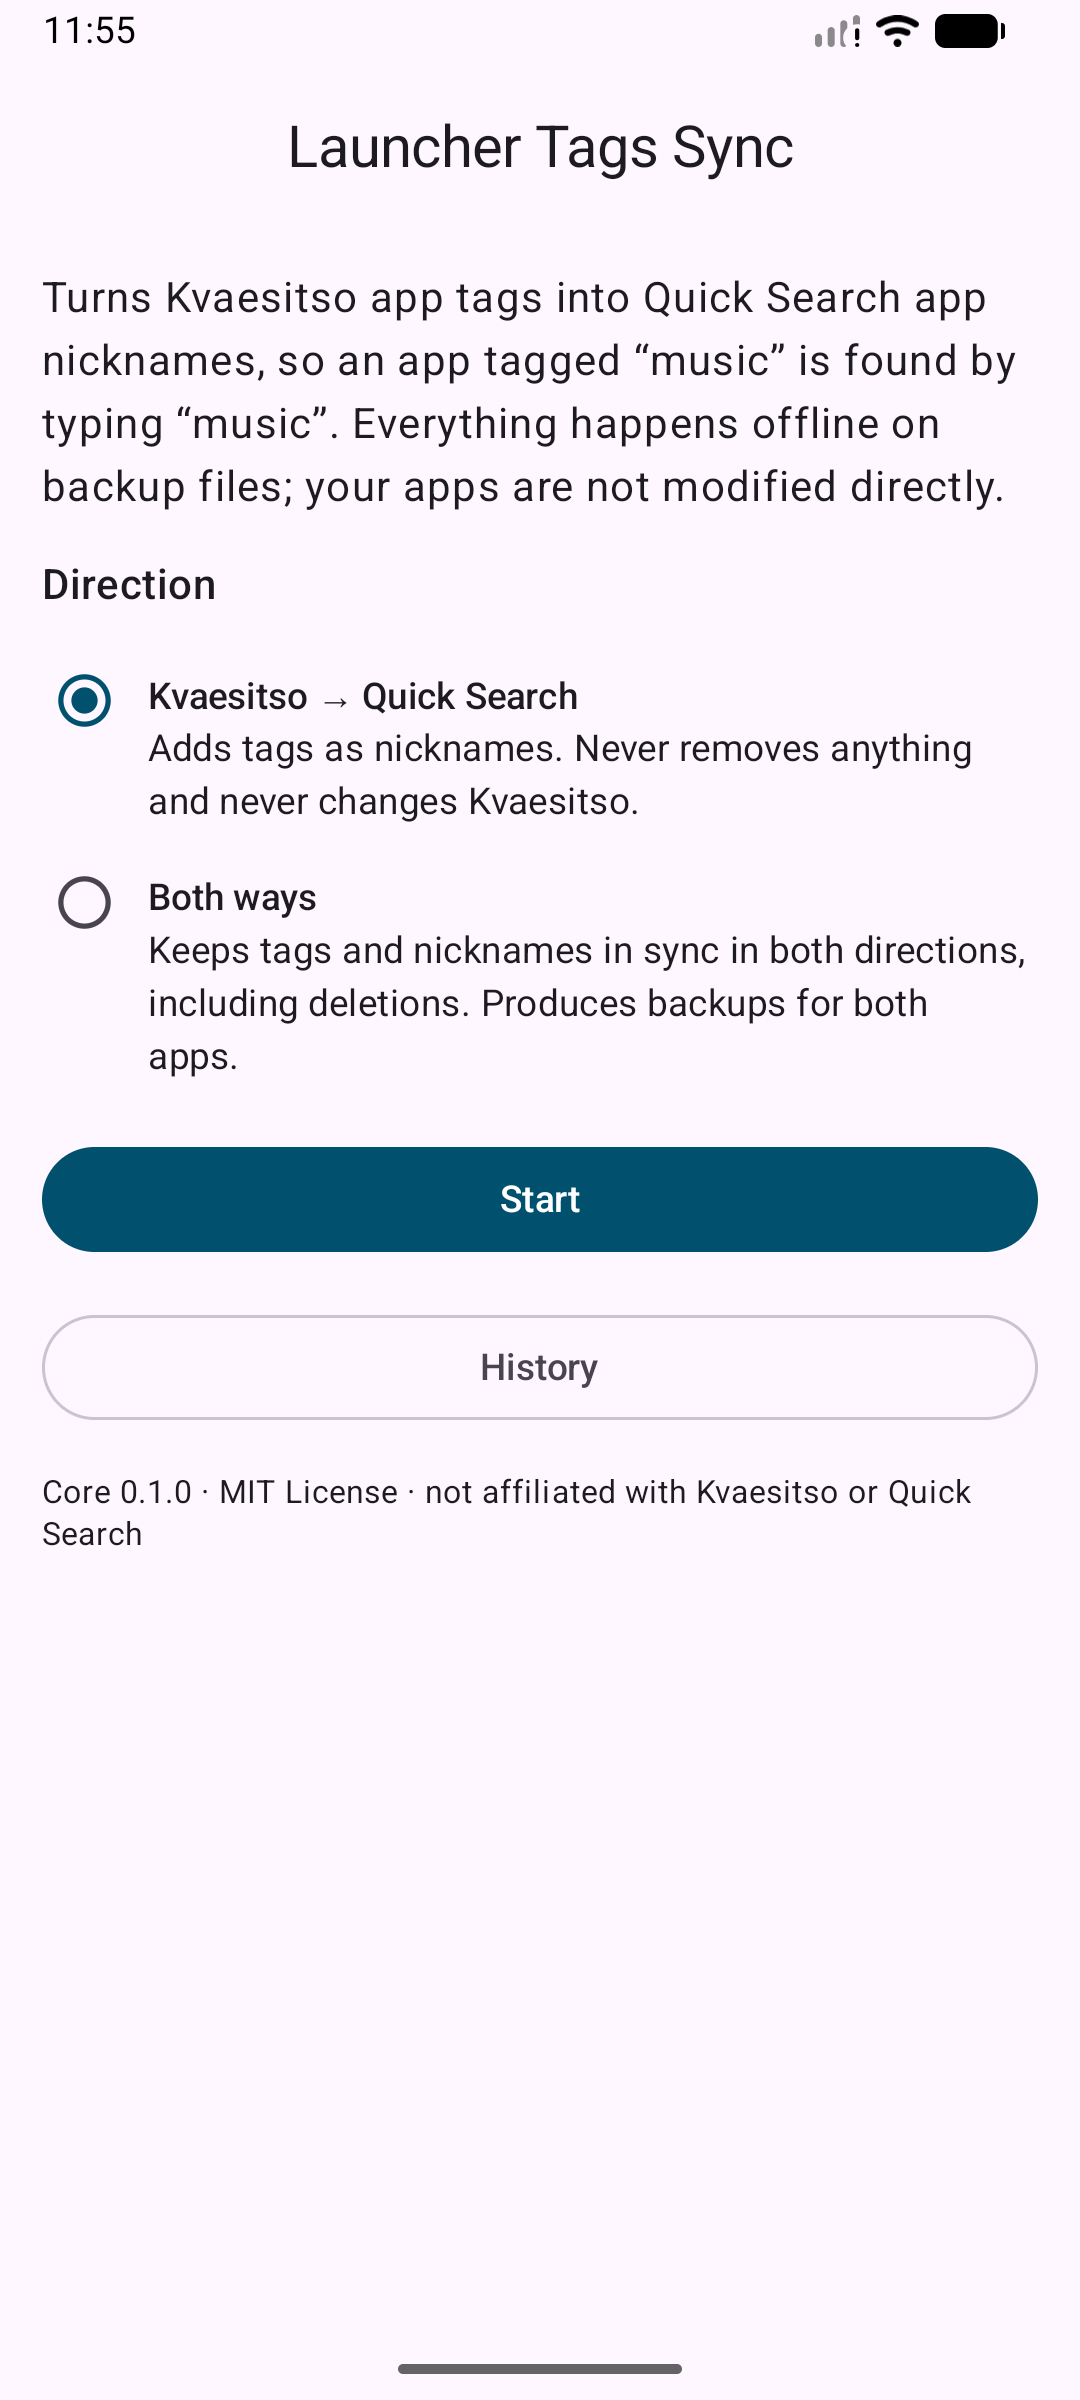 11:55
Launcher Tags Sync
Turns Kvaesitso app tags into Quick Search app
nicknames, so an app tagged “music” is found by
typing “music”. Everything happens offline on
backup files; your apps are not modified directly.
Direction
Kvaesitso → Quick Search
Adds tags as nicknames. Never removes anything
and never changes Kvaesitso.
Both ways
Keeps tags and nicknames in sync in both directions,
including deletions. Produces backups for both
apps.
Start
History
Core 0.1.0 · MIT License · not affiliated with Kvaesitso or Quick
Search